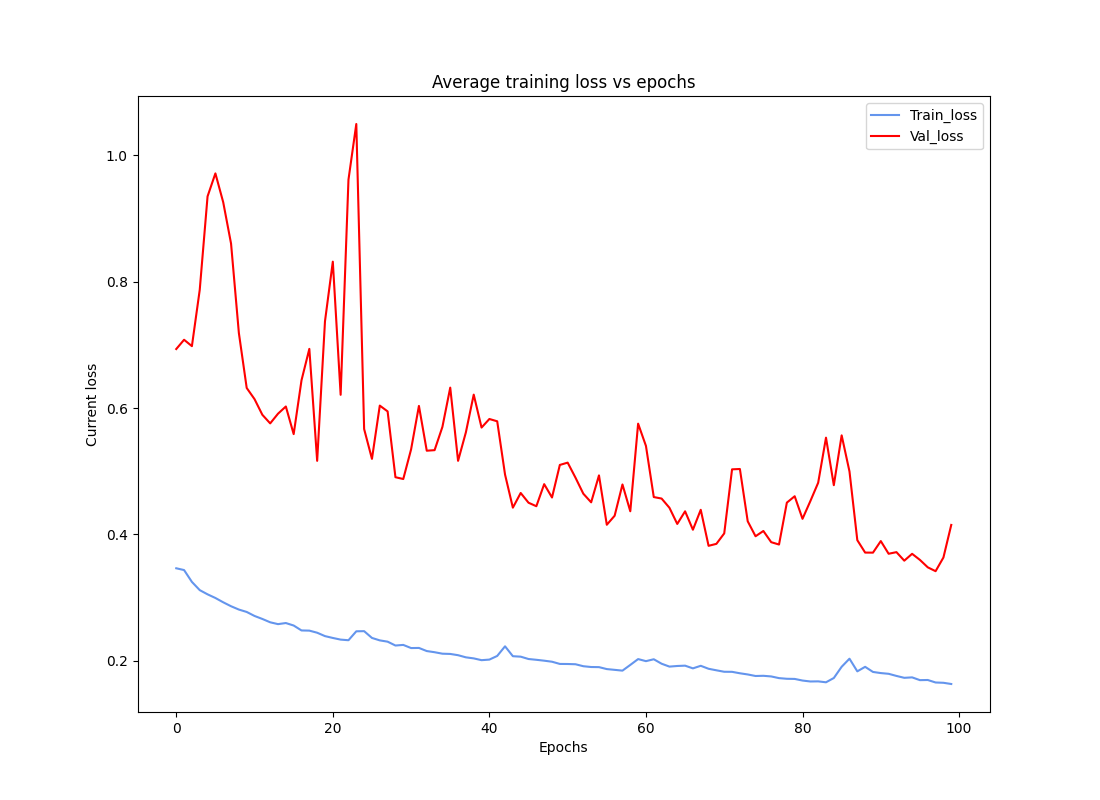 Average training loss vs epochs
Train_loss
Val_loss
1.0
0.8
0.6
0.4
0.2
Current loss
0 20 40 60 80 100
Epochs